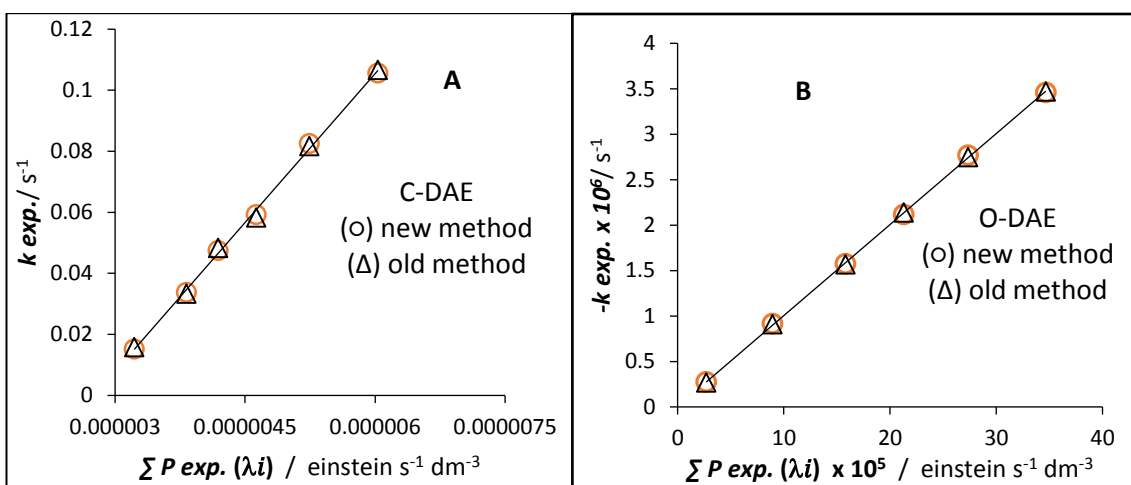 A
k exp./ s⁻¹
0.12
0.1
0.08
0.06
0.04
0.02
0
C-DAE
(○) new method
(Δ) old method
0.000003 0.0000045 0.000006 0.0000075
∑ P exp. (λi) / einstein s⁻¹ dm⁻³
B
-k exp. x 10⁶/ s⁻¹
4
3.5
3
2.5
2
1.5
1
0.5
0
O-DAE
(○) new method
(Δ) old method
0 10 20 30 40
∑ P exp. (λi) x 10⁵ / einstein s⁻¹ dm⁻³